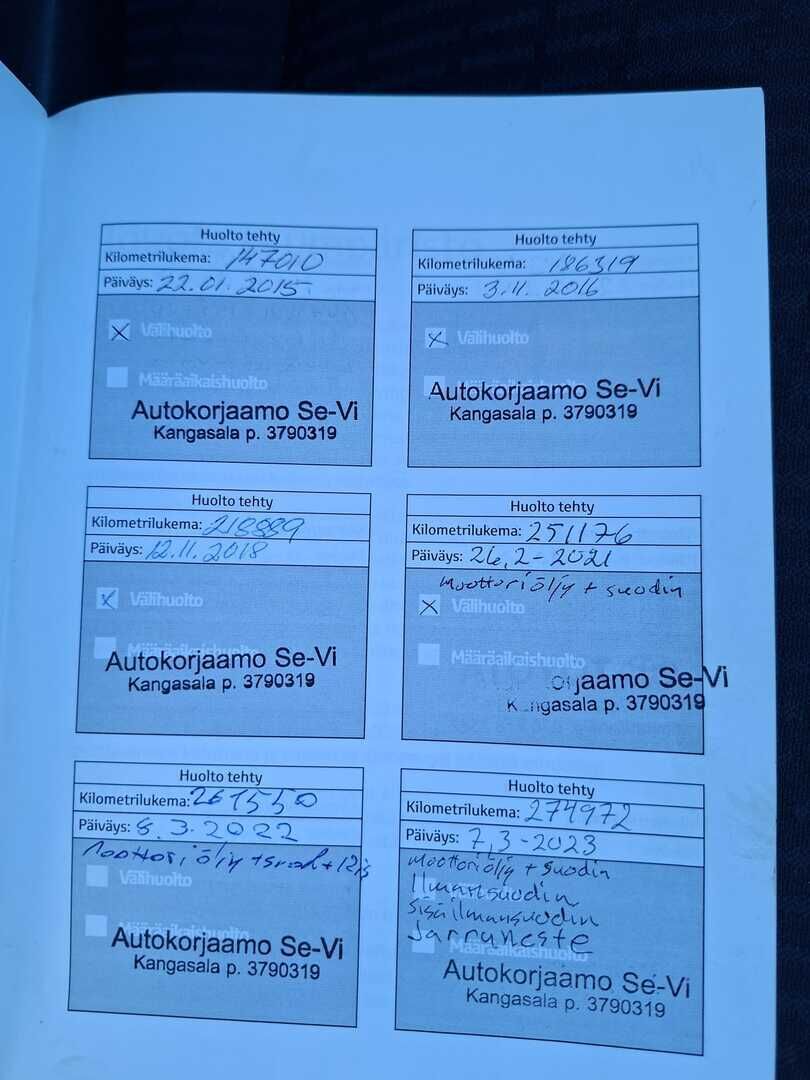 Huolto tehty
Kilometrilukema: 147010
Päiväys: 22.01.2015
Välihuolto
Määräaikaishuolto
Autokorjaamo Se-Vi
Kangasala p. 3790319
Huolto tehty
Kilometrilukema: 186319
Päiväys: 3.11.2016
Välihuolto
Autokorjaamo Se-Vi
Kangasala p. 3790319
Huolto tehty
Kilometrilukema: 218889
Päiväys: 12.11.2018
Välihuolto
Määräaikaishuolto
Autokorjaamo Se-Vi
Kangasala p. 3790319
Huolto tehty
Kilometrilukema: 251176
Päiväys: 26.2-2021
Moottoriöljy + suodin
Välihuolto
Määräaikaishuolto
jaamo Se-Vi
Kangasala p. 3790319
Huolto tehty
Kilometrilukema: 261550
Päiväys: 8.3.2022
Moottoriöljy
Välihuolto
Määräaikaishuolto
Autokorjaamo Se-Vi
Kangasala p. 3790319
Huolto tehty
Kilometrilukema: 274972
Päiväys: 7.3-2023
Moottoriöljy + suodin
Ilmansuodin
Sisäilmansuodin
Jarruneste
Määräaikaishuolto
Autokorjaamo Se-Vi
Kangasala p. 3790319